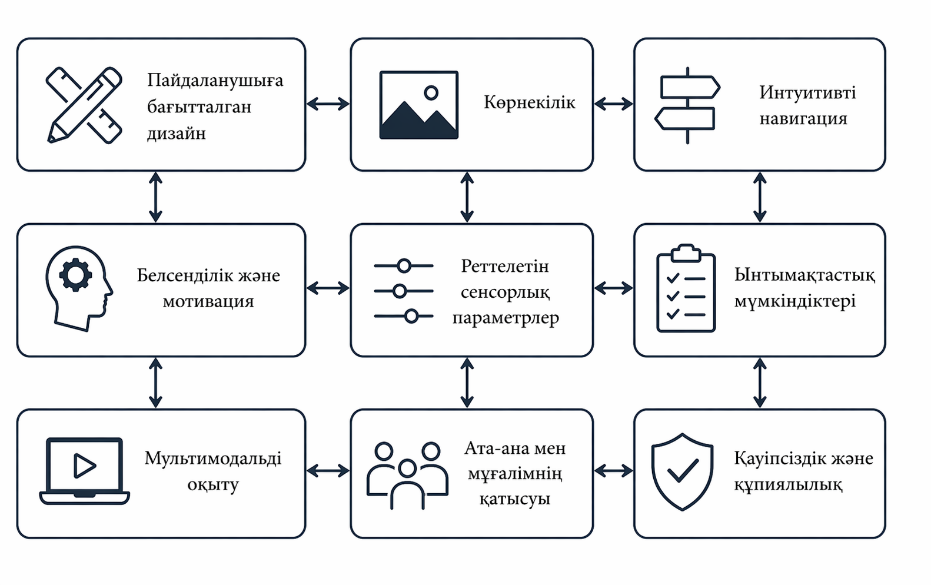 Пайдаланушыға
бағытталған
дизайн
Көрнекілік
Интуитивті
навигация
Белсенділік және
мотивация
Реттелетін
сенсорлық
параметрлер
Ынтымақтастық
мүмкіндіктері
Мультимодальді
оқыту
Ата-ана мен
мұғалімнің
қатысуы
Қауіпсіздік және
құпиялылық